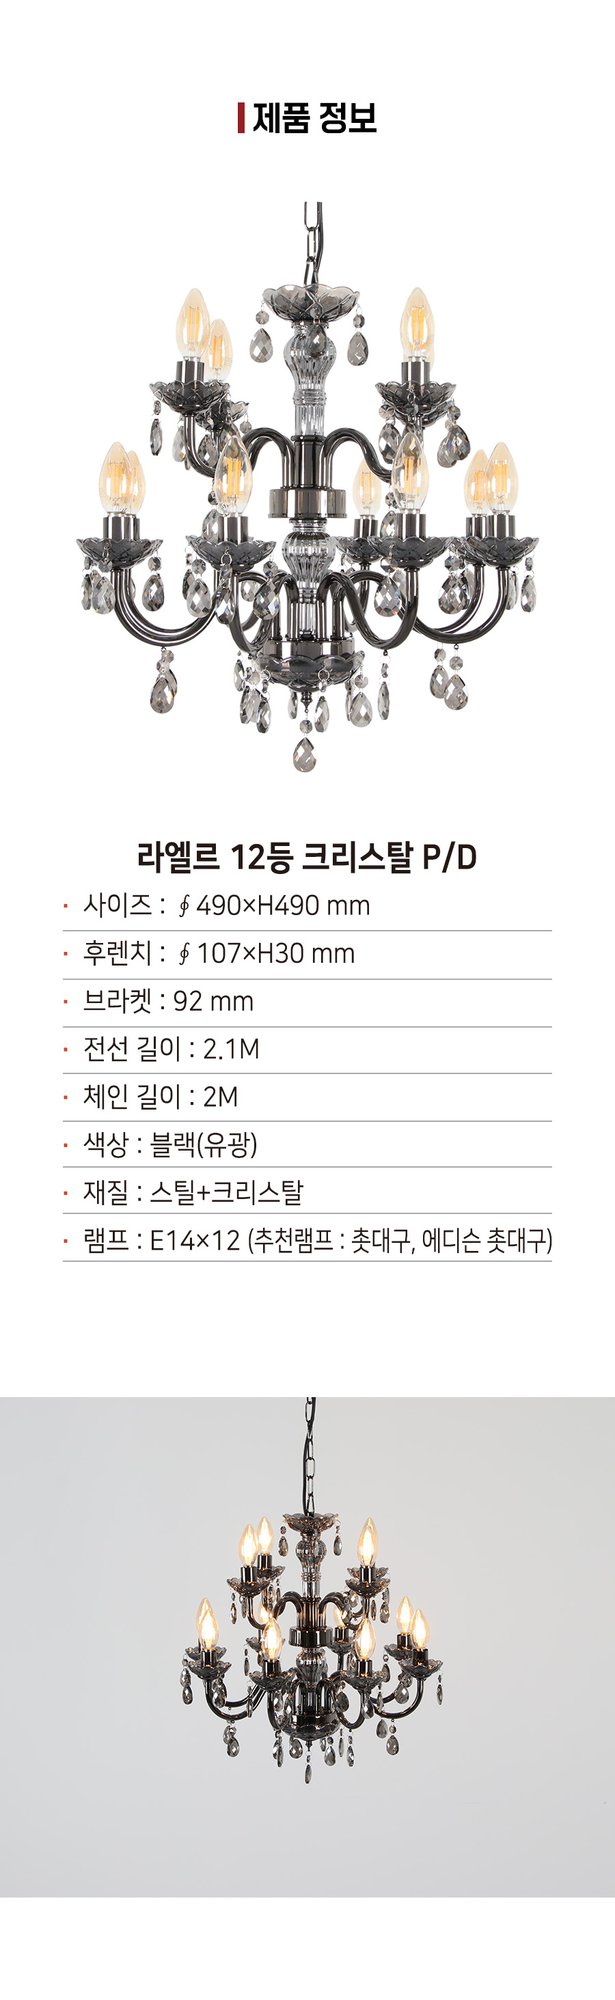 제품 정보
라엘르 12등 크리스탈 P/D
· 사이즈 : ∮490×H490 mm
· 후렌치 : ∮107×H30 mm
· 브라켓 : 92 mm
· 전선 길이 : 2.1M
· 체인 길이 : 2M
· 색상 : 블랙(유광)
· 재질 : 스틸+크리스탈
· 램프 : E14×12 (추천램프 : 촛대구, 에디슨 촛대구)